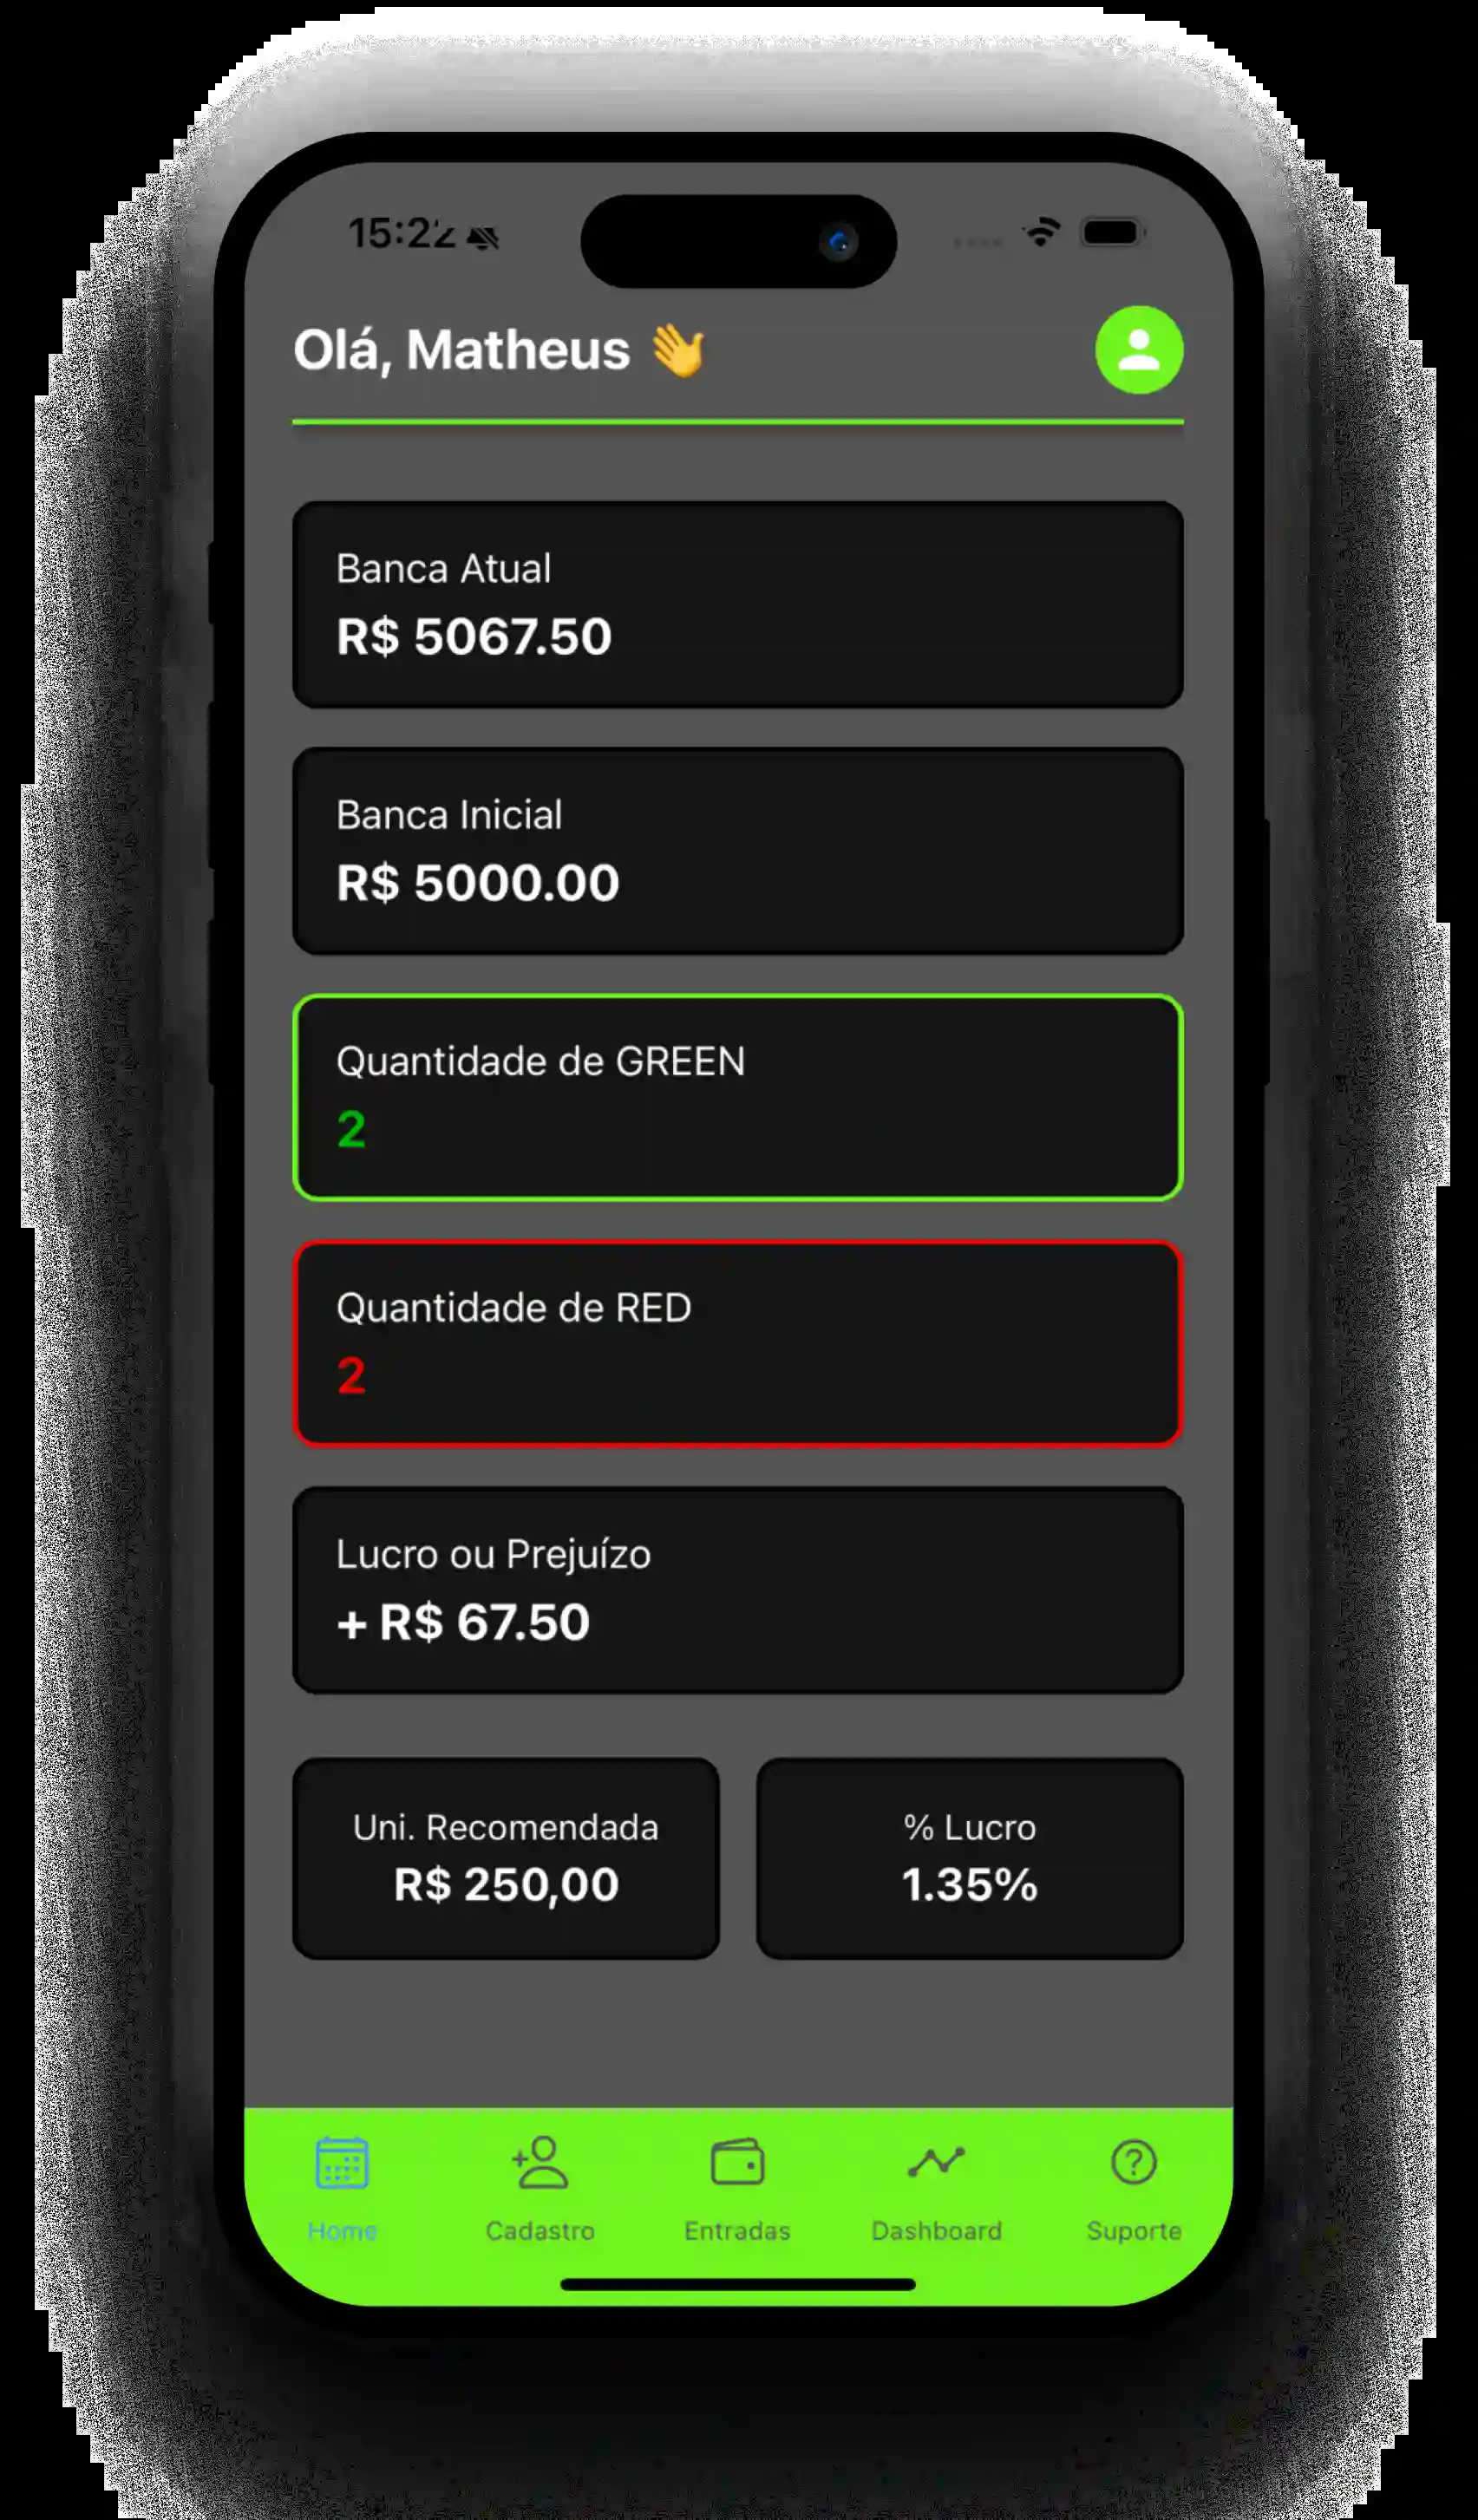 15:22
Olá, Matheus 👋
Banca Atual
R$ 5067.50
Banca Inicial
R$ 5000.00
Quantidade de GREEN
2
Quantidade de RED
2
Lucro ou Prejuízo
+ R$ 67.50
Uni. Recomendada
R$ 250,00
% Lucro
1.35%
Home
Cadastro
Entradas
Dashboard
Suporte